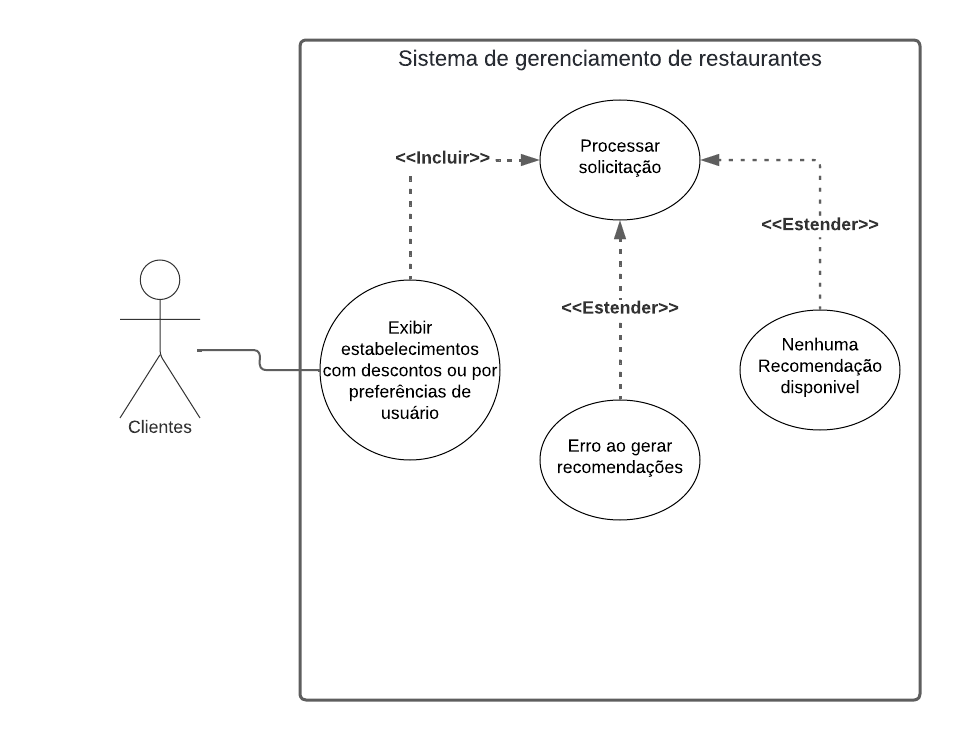 Sistema de gerenciamento de restaurantes
Processar
solicitação
<<Incluir>>
<<Estender>>
<<Estender>>
Exibir
estabelecimentos
com descontos ou por
preferências de
usuário
Nenhuma
Recomendação
disponivel
Erro ao gerar
recomendações
Clientes